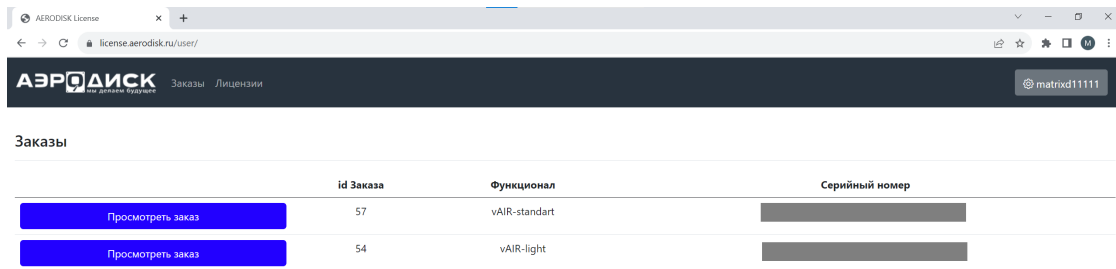 AERODISK License
license.aerodisk.ru/user/
M
АЭРОДИСК
мы делаем будущее
Заказы Лицензии
matrixd11111
Заказы
id Заказа Функционал Серийный номер
Просмотреть заказ 57 vAIR-standart
Просмотреть заказ 54 vAIR-light